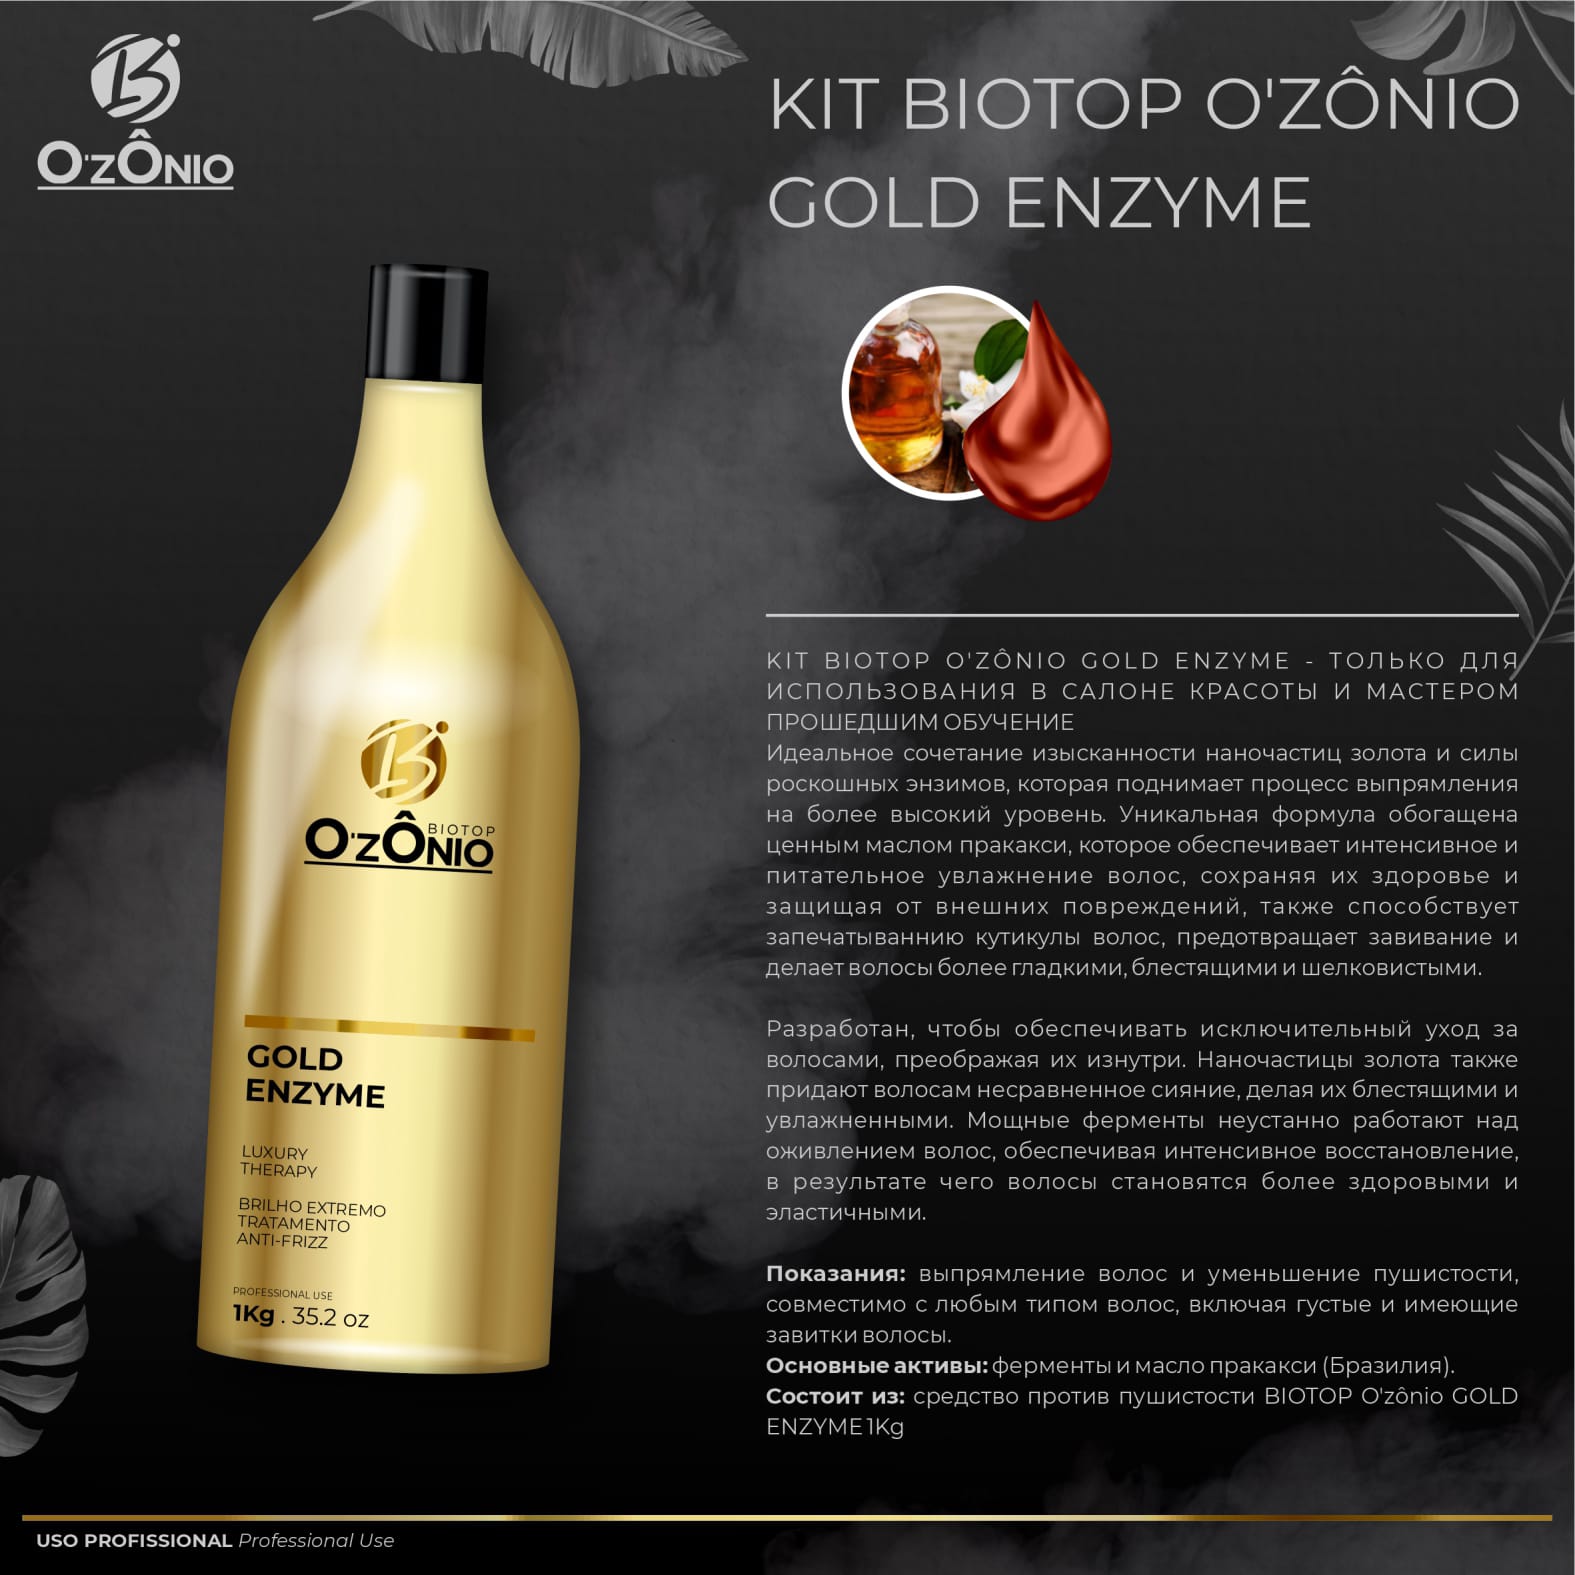 O'ZÔNIO
KIT BIOTOP O'ZÔNIO
GOLD ENZYME
BIOTOP
O'ZÔNIO
GOLD
ENZYME
LUXURY
THERAPY
BRILHO EXTREMO
TRATAMENTO
ANTI-FRIZZ
PROFESSIONAL USE
1Kg . 35.2 oz
KIT BIOTOP O'ZÔNIO GOLD ENZYME - ТОЛЬКО ДЛЯ
ИСПОЛЬЗОВАНИЯ В САЛОНЕ КРАСОТЫ И МАСТЕРОМ
ПРОШЕДШИМ ОБУЧЕНИЕ
Идеальное сочетание изысканности наночастиц золота и силы
роскошных энзимов, которая поднимает процесс выпрямления
на более высокий уровень. Уникальная формула обогащена
ценным маслом пракакси, которое обеспечивает интенсивное и
питательное увлажнение волос, сохраняя их здоровье и
защищая от внешних повреждений, также способствует
запечатываннию кутикулы волос, предотвращает завивание и
делает волосы более гладкими, блестящими и шелковистыми.
Разработан, чтобы обеспечивать исключительный уход за
волосами, преображая их изнутри. Наночастицы золота также
придают волосам несравненное сияние, делая их блестящими и
увлажненными. Мощные ферменты неустанно работают над
оживлением волос, обеспечивая интенсивное восстановление,
в результате чего волосы становятся более здоровыми и
эластичными.
Показания: выпрямление волос и уменьшение пушистости,
совместимо с любым типом волос, включая густые и имеющие
завитки волосы.
Основные активы: ферменты и масло пракакси (Бразилия).
Состоит из: средство против пушистости BIOTOP O'zônio GOLD
ENZYME 1Kg
USO PROFISSIONAL Professional Use